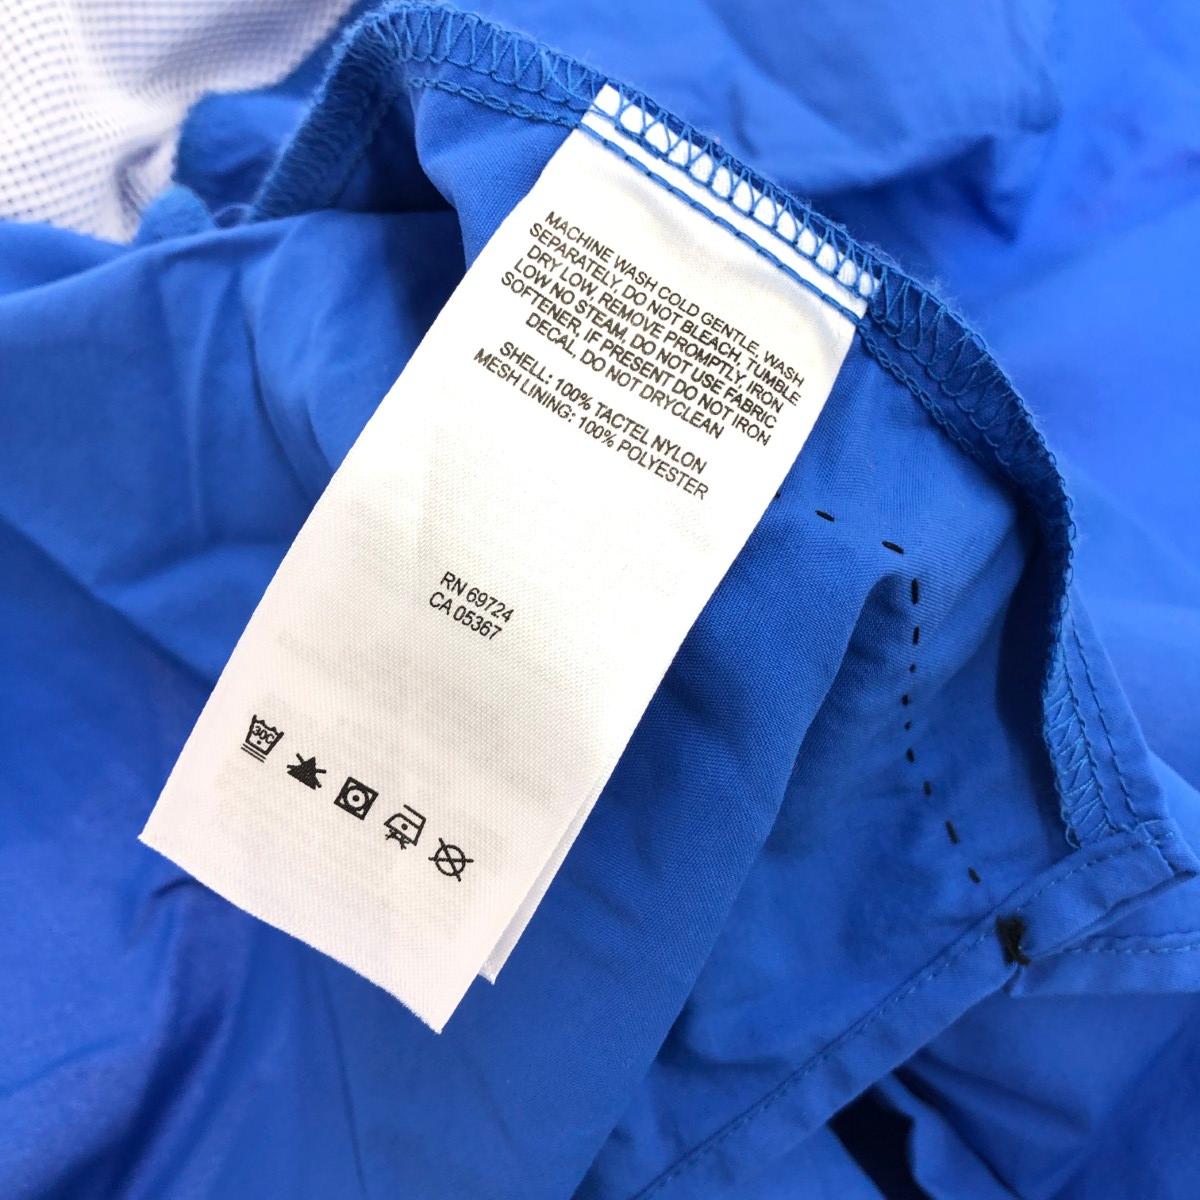 MACHINE WASH COLD GENTLE, WASH
SEPARATELY, DO NOT BLEACH, TUMBLE
DRY LOW, REMOVE PROMPTLY, IRON
LOW NO STEAM, DO NOT USE FABRIC
SOFTENER, IF PRESENT DO NOT IRON
DECAL, DO NOT DRYCLEAN
SHELL: 100% TACTEL NYLON
MESH LINING: 100% POLYESTER
RN 69724
CA 05367
30C